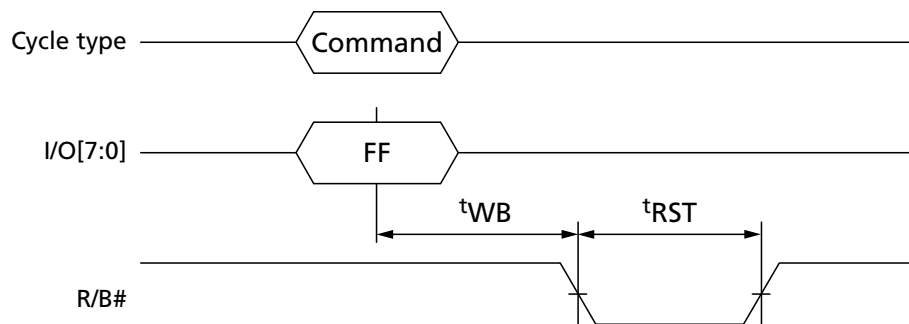 Cycle type
Command
I/O[7:0]
FF
tWB
tRST
R/B#